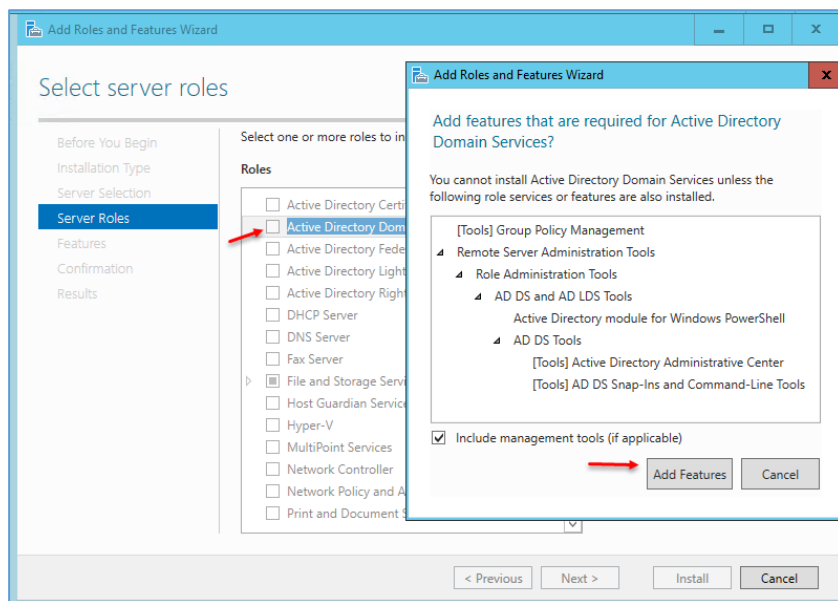 Add Roles and Features Wizard
Select server roles
Before You Begin
Installation Type
Server Selection
Server Roles
Features
Confirmation
Results
Select one or more roles to in
Roles
Active Directory Certi
Active Directory Dom
Active Directory Fede
Active Directory Light
Active Directory Right
DHCP Server
DNS Server
Fax Server
File and Storage Servi
Host Guardian Service
Hyper-V
MultiPoint Services
Network Controller
Network Policy and A
Print and Document S
Add Roles and Features Wizard
Add features that are required for Active Directory
Domain Services?
You cannot install Active Directory Domain Services unless the
following role services or features are also installed.
[Tools] Group Policy Management
Remote Server Administration Tools
Role Administration Tools
AD DS and AD LDS Tools
Active Directory module for Windows PowerShell
AD DS Tools
[Tools] Active Directory Administrative Center
[Tools] AD DS Snap-Ins and Command-Line Tools
Include management tools (if applicable)
Add Features Cancel
< Previous Next > Install Cancel